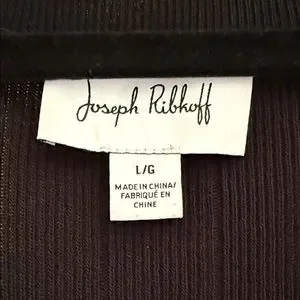 Joseph Ribkoff
L/G
MADE IN CHINA/
FABRIQUÉ EN
CHINE